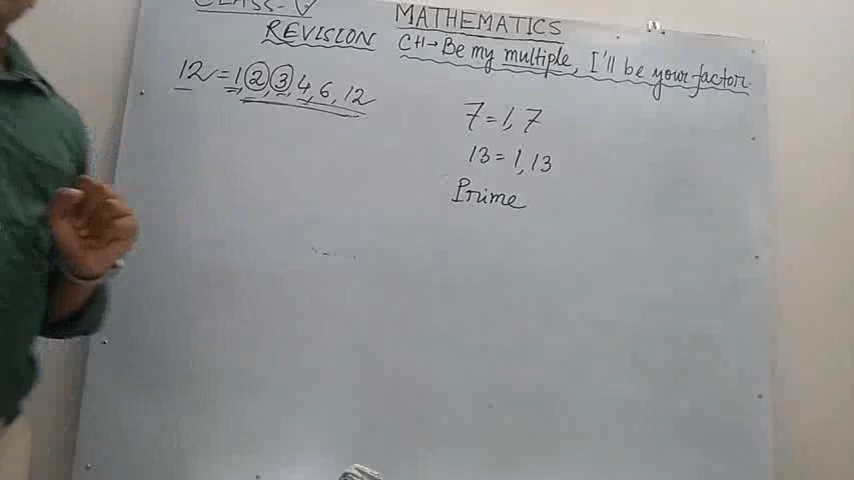 CLASS-V
MATHEMATICS
REVISION
CH→Be my multiple, I'll be your factor.
12=1,2,3,4,6,12
7=1,7
13=1,13
Prime